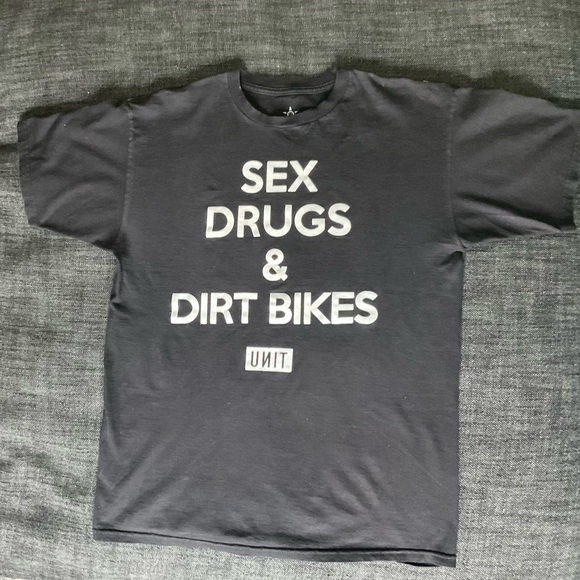 SEX
DRUGS
&
DIRT BIKES
UNIT